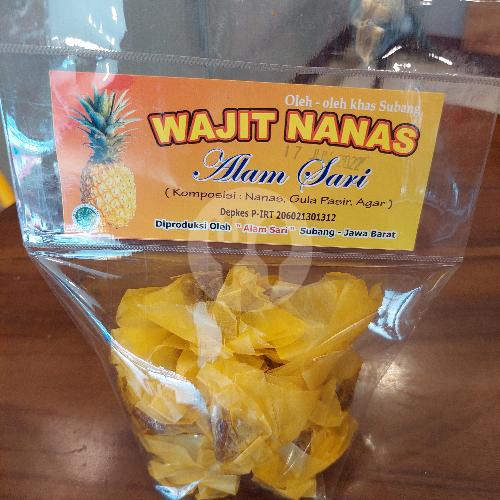 Oleh - oleh khas Subang
WAJIT NANAS
Alam Sari
( Komposisi : Nanas, Gula Pasir, Agar )
Depkes P-IRT 206021301312
Diproduksi Oleh " Alam Sari " Subang - Jawa Barat